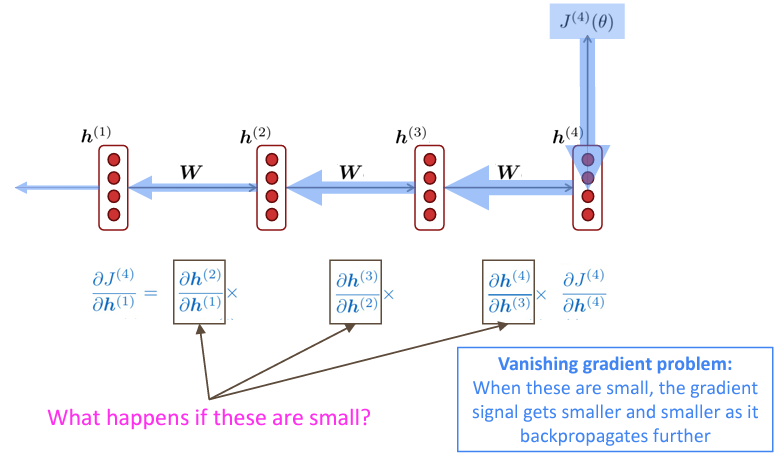 J⁽⁴⁾(θ)
h⁽¹⁾ h⁽²⁾ h⁽³⁾ h⁽⁴⁾
W W W
∂J⁽⁴⁾/∂h⁽¹⁾ = ∂h⁽²⁾/∂h⁽¹⁾ × ∂h⁽³⁾/∂h⁽²⁾ × ∂h⁽⁴⁾/∂h⁽³⁾ × ∂J⁽⁴⁾/∂h⁽⁴⁾
What happens if these are small?
Vanishing gradient problem:
When these are small, the gradient
signal gets smaller and smaller as it
backpropagates further